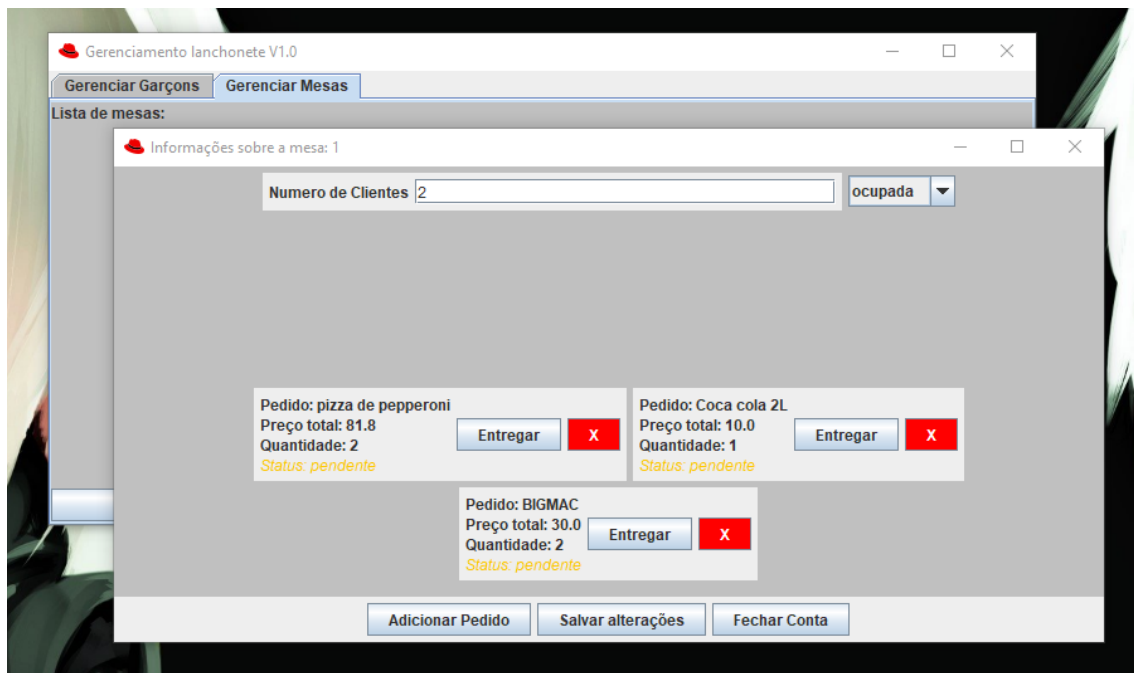 Gerenciamento lanchonete V1.0
Gerenciar Garçons
Gerenciar Mesas
Lista de mesas:
Informações sobre a mesa: 1
Numero de Clientes 2
ocupada
Pedido: pizza de pepperoni
Preço total: 81.8
Quantidade: 2
Status: pendente
Entregar
X
Pedido: Coca cola 2L
Preço total: 10.0
Quantidade: 1
Status: pendente
Entregar
X
Pedido: BIGMAC
Preço total: 30.0
Quantidade: 2
Status: pendente
Entregar
X
Adicionar Pedido
Salvar alterações
Fechar Conta